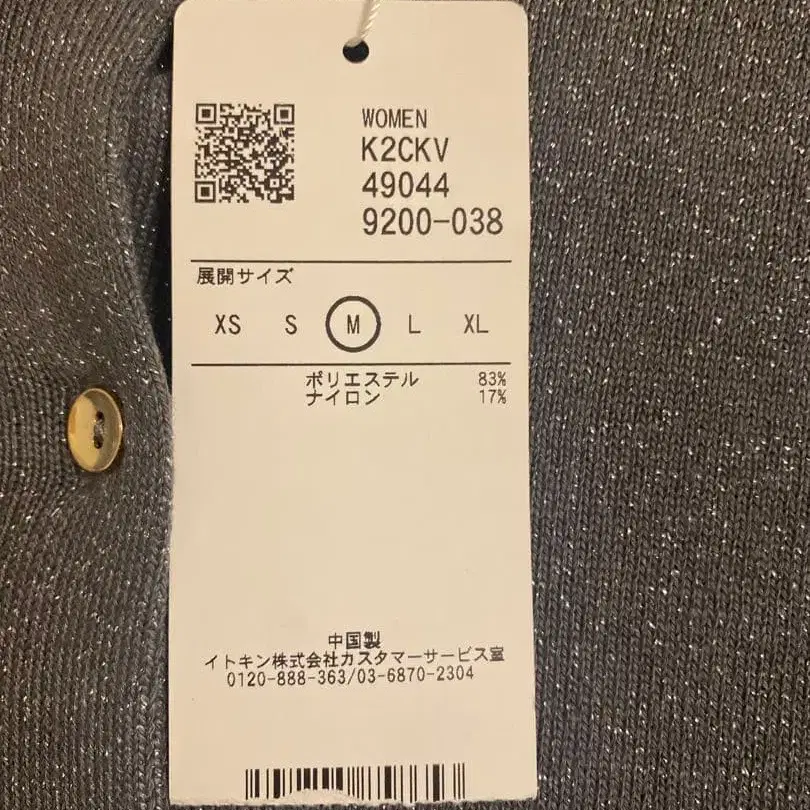 WOMEN
K2CKV
49044
9200-038
展開サイズ
XS S M L XL
ポリエステル 83%
ナイロン 17%
中国製
イトキン株式会社カスタマーサービス室
0120-888-363/03-6870-2304